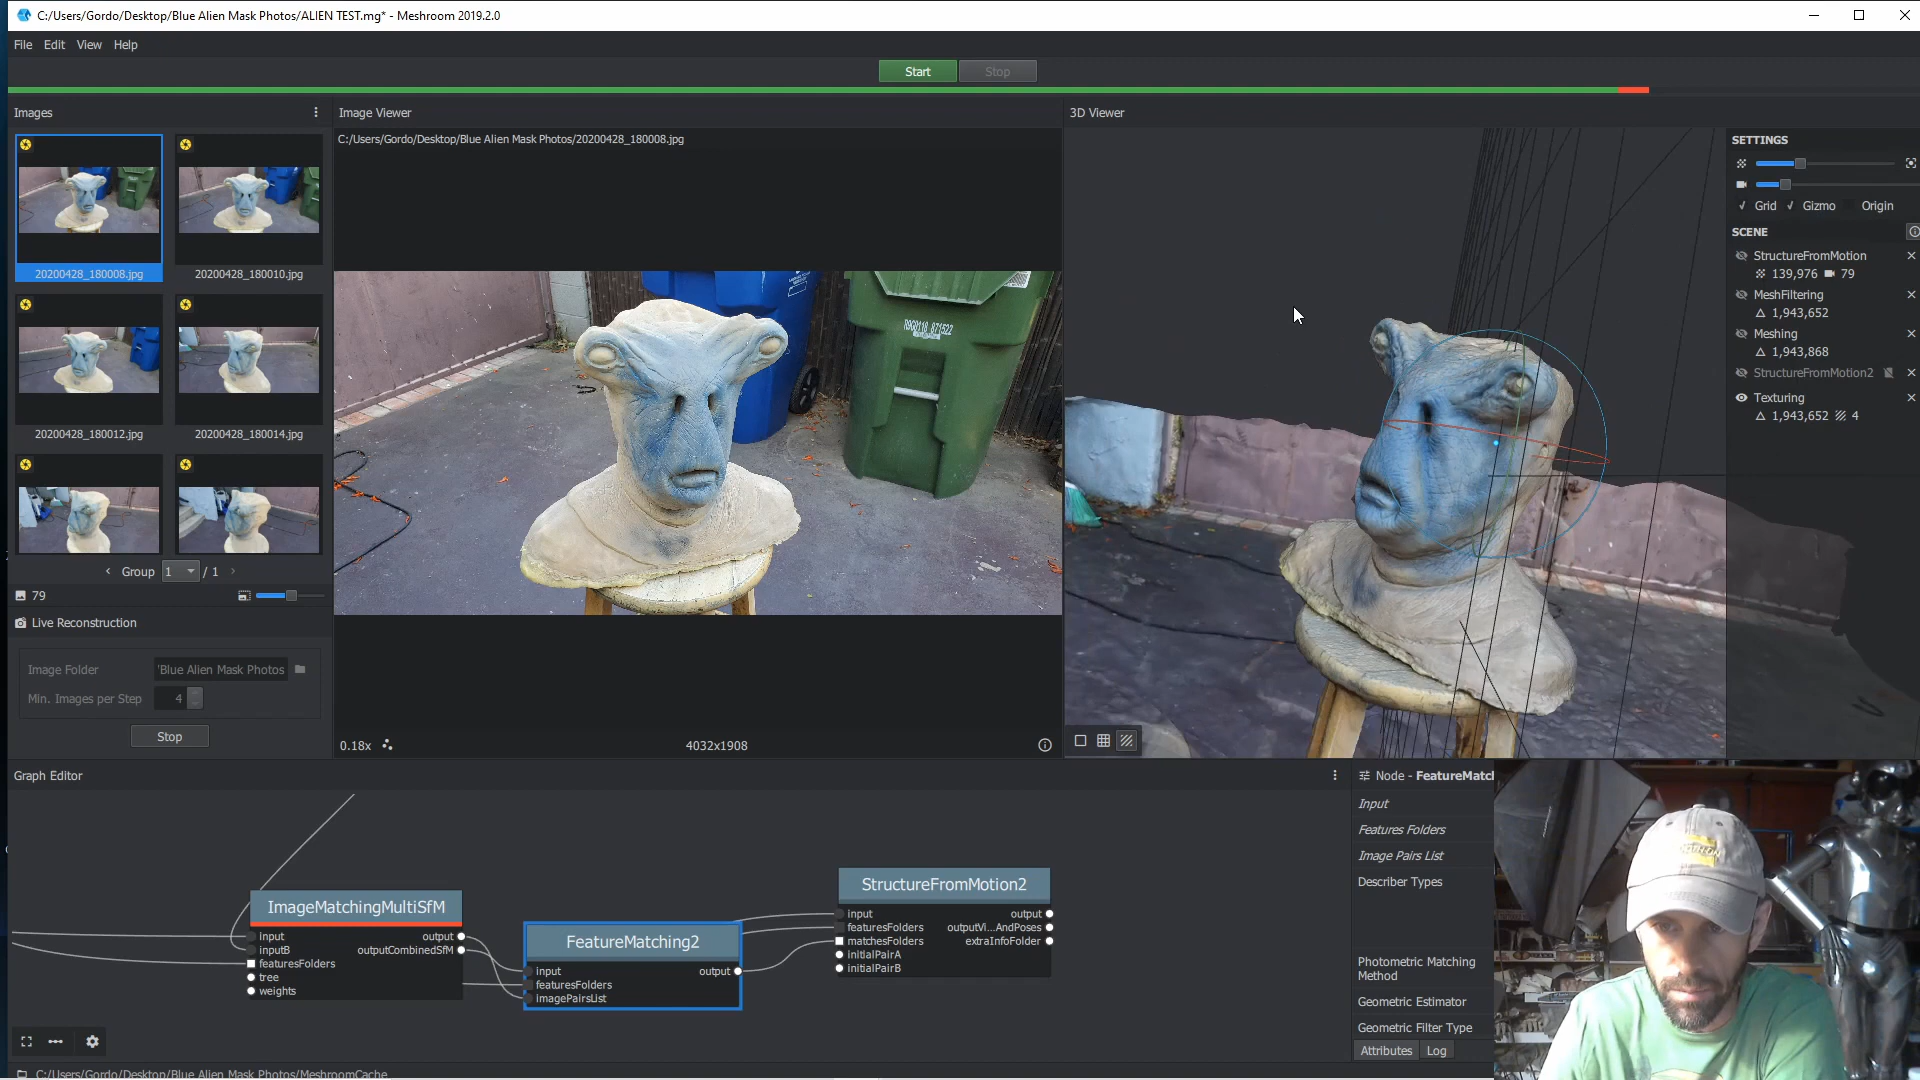 C:/Users/Gordo/Desktop/Blue Alien Mask Photos/ALIEN TEST.mg* - Meshroom 2019.2.0
File Edit View Help
Start Stop
Images
Image Viewer
3D Viewer
C:/Users/Gordo/Desktop/Blue Alien Mask Photos/20200428_180008.jpg
SETTINGS
Grid Gizmo Origin
SCENE
StructureFromMotion
139,976 79
MeshFiltering
1,943,652
Meshing
1,943,868
StructureFromMotion2
Texturing
1,943,652 4
20200428_180008.jpg
20200428_180010.jpg
20200428_180012.jpg
20200428_180014.jpg
Group 1 / 1
79
Live Reconstruction
Image Folder 'Blue Alien Mask Photos
Min. Images per Step 4
Stop
0.18x
4032x1908
Graph Editor
ImageMatchingMultiSfM
input output
inputB outputCombinedSfM
featuresFolders
tree
weights
FeatureMatching2
input output
featuresFolders
imagePairsList
StructureFromMotion2
input output
featuresFolders outputVi...AndPoses
matchesFolders extraInfoFolder
initialPairA
initialPairB
Node - FeatureMatch
Input
Features Folders
Image Pairs List
Describer Types
Photometric Matching
Method
Geometric Estimator
Geometric Filter Type
Attributes Log
C:/Users/Gordo/Desktop/Blue Alien Mask Photos/MeshroomCache